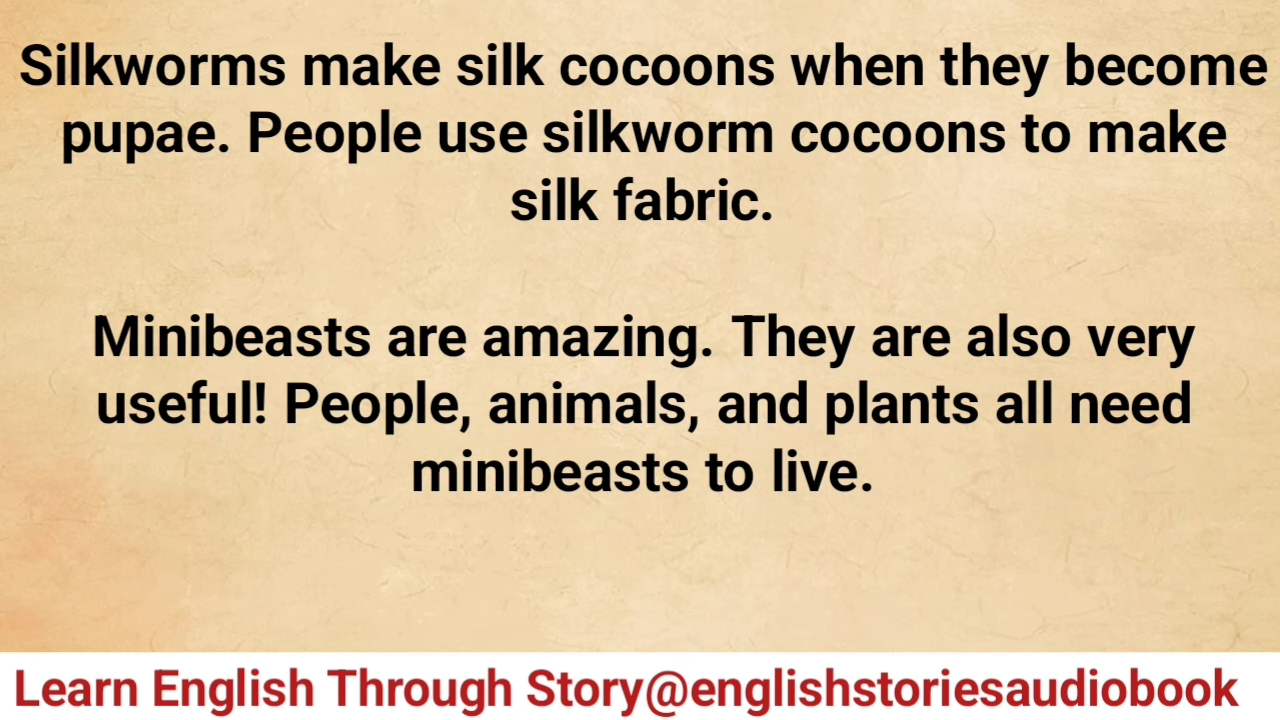 Silkworms make silk cocoons when they become
pupae. People use silkworm cocoons to make
silk fabric.
Minibeasts are amazing. They are also very
useful! People, animals, and plants all need
minibeasts to live.
Learn English Through Story@englishstoriesaudiobook